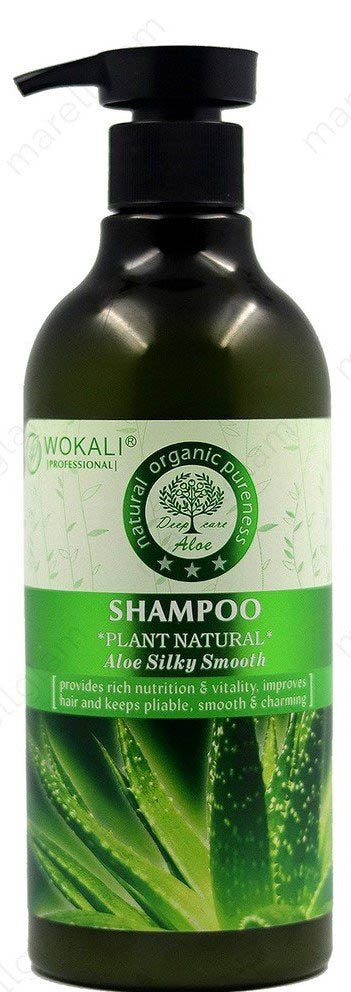 WOKALI®
|PROFESSIONAL|
natural organic pureness
Deep care
Aloe
SHAMPOO
*PLANT NATURAL*
Aloe Silky Smooth
provides rich nutrition & vitality, improves
hair and keeps pliable, smooth & charming